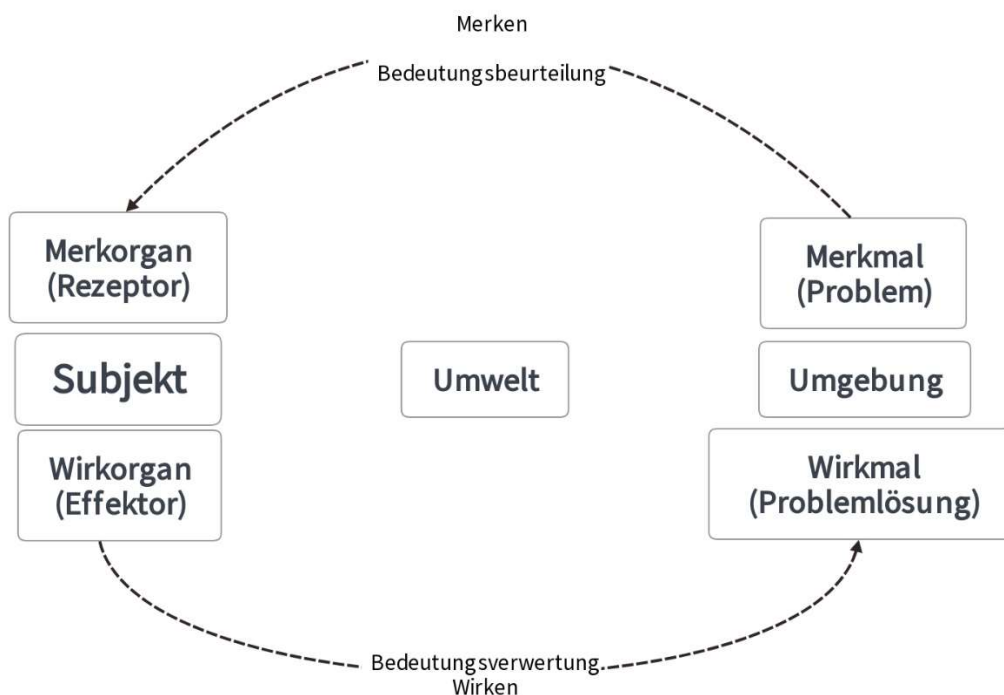 Merken
Bedeutungsbeurteilung
Merkorgan
(Rezeptor)
Merkmal
(Problem)
Subjekt
Umwelt
Umgebung
Wirkorgan
(Effektor)
Wirkmal
(Problemlösung)
Bedeutungsverwertung
Wirken